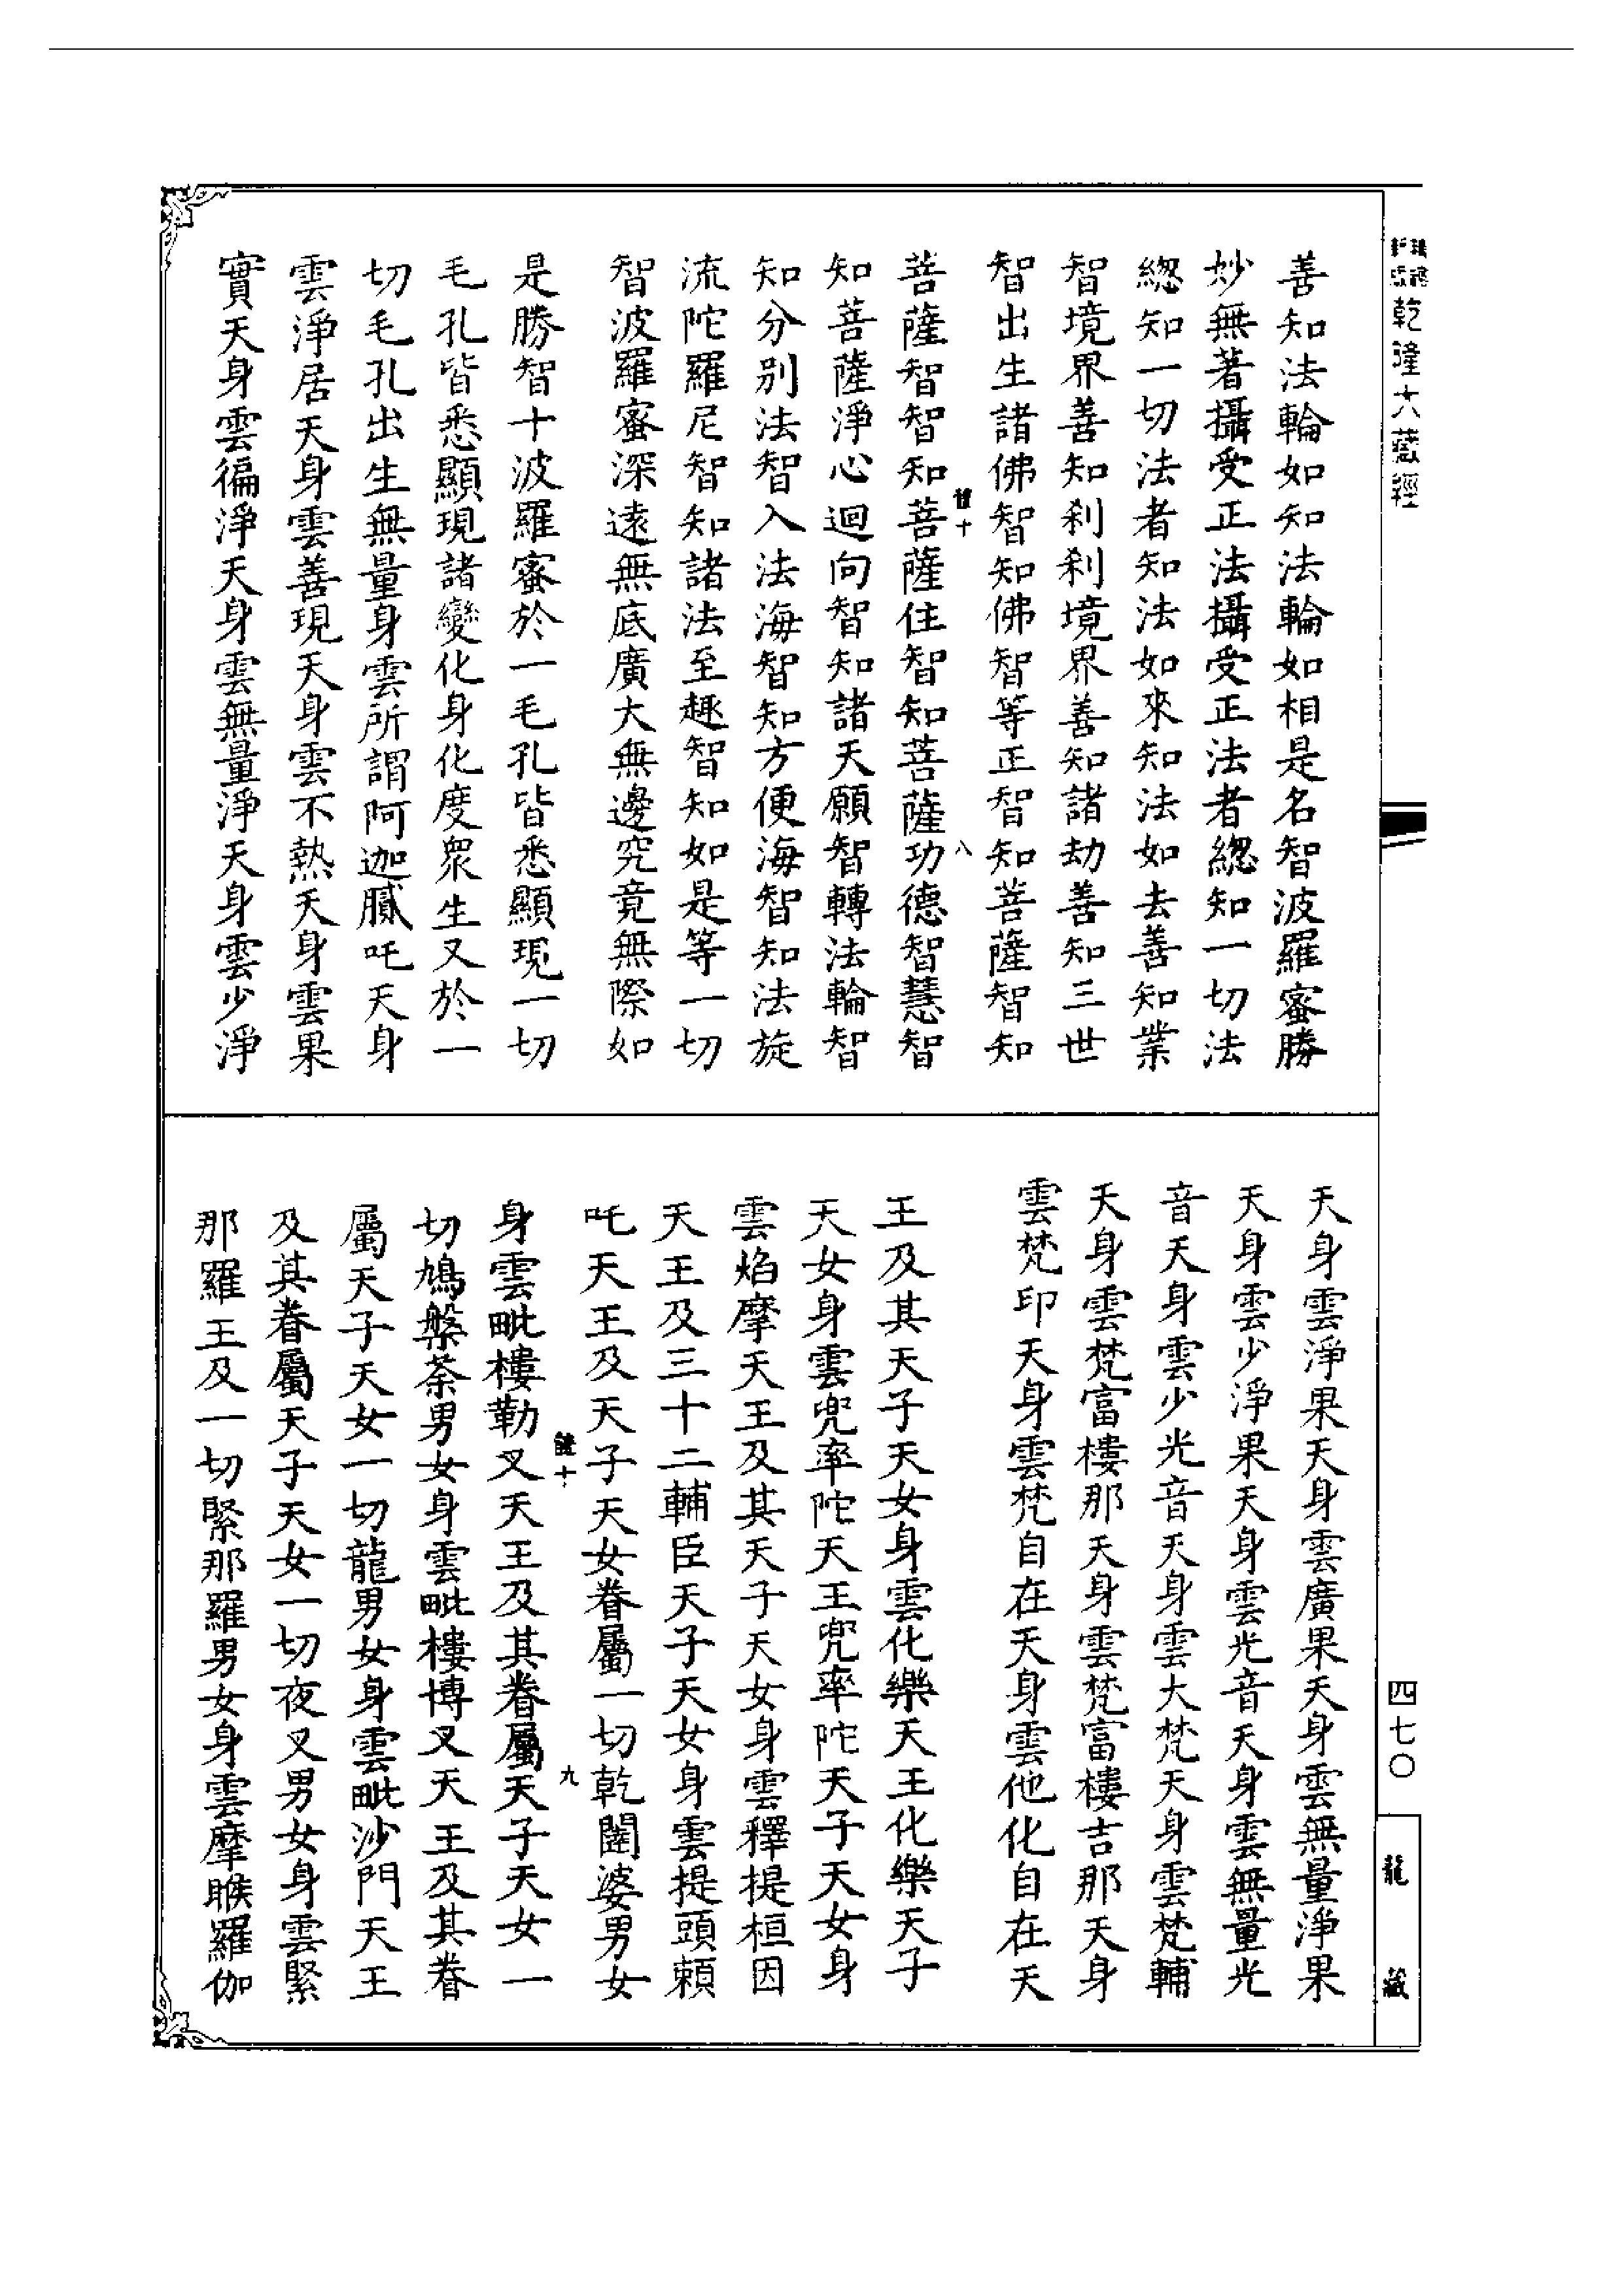 乾隆大藏經
善知法輪如知法輪如相是名智波羅蜜勝
妙無著攝受正法攝受正法者總知一切法
總知一切法者知法如來知法如去善知業
智境界善知刹刹境界善知諸劫善知三世
智出生諸佛智知佛智等正智知菩薩智知
菩薩智智知菩薩住智知菩薩功德智慧智
十
八
知菩薩淨心迴向智知諸天願智轉法輪智
知分別法智入法海智知方便海智知法旋
流陀羅尼智知諸法至趣智知如是等一切
智波羅蜜深遠無底廣大無邊究竟無際如
是勝智十波羅蜜於一毛孔皆悉顯現一切
毛孔皆悉顯現諸變化身化度眾生又於一
切毛孔出生無量身雲所謂阿迦膩吒天身
雲淨居天身雲善現天身雲不熱天身雲果
實天身雲徧淨天身雲無量淨天身雲少淨
天身雲淨果天身雲廣果天身雲無量淨果
天身雲少淨果天身雲光音天身雲無量光
音天身雲少光音天身雲大梵天身雲梵輔
天身雲梵富樓那天身雲梵富樓吉那天身
雲梵印天身雲梵自在天身雲他化自在天
王及其天子天女身雲化樂天王化樂天子
天女身雲兜率陀天王兜率陀天子天女身
雲焰摩天王及其天子天女身雲釋提桓因
天王及三十二輔臣天子天女身雲提頭賴
吒天王及天子天女眷屬一切乾闥婆男女
十
九
身雲毗樓勒叉天王及其眷屬天子天女一
切鳩槃荼男女身雲毗樓博叉天王及其眷
屬天子天女一切龍男女身雲毗沙門天王
及其眷屬天子天女一切夜叉男女身雲緊
那羅王及一切緊那羅男女身雲摩睺羅伽
四七〇
龍藏